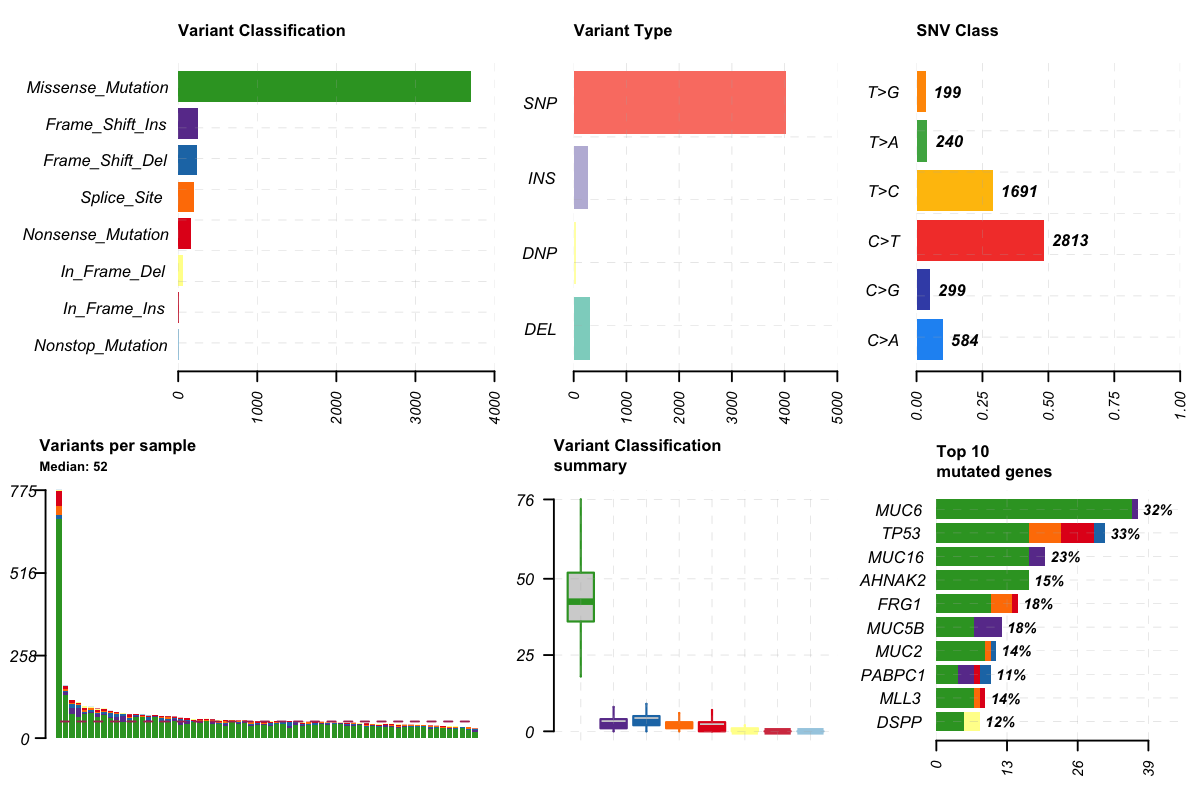 Variant Classification
Missense_Mutation
Frame_Shift_Ins
Frame_Shift_Del
Splice_Site
Nonsense_Mutation
In_Frame_Del
In_Frame_Ins
Nonstop_Mutation
0 1000 2000 3000 4000
Variant Type
SNP
INS
DNP
DEL
0 1000 2000 3000 4000 5000
SNV Class
T>G 199
T>A 240
T>C 1691
C>T 2813
C>G 299
C>A 584
0.00 0.25 0.50 0.75 1.00
Variants per sample
Median: 52
775
516
258
0
Variant Classification
summary
76
50
25
0
Top 10
mutated genes
MUC6 32%
TP53 33%
MUC16 23%
AHNAK2 15%
FRG1 18%
MUC5B 18%
MUC2 14%
PABPC1 11%
MLL3 14%
DSPP 12%
0 13 26 39